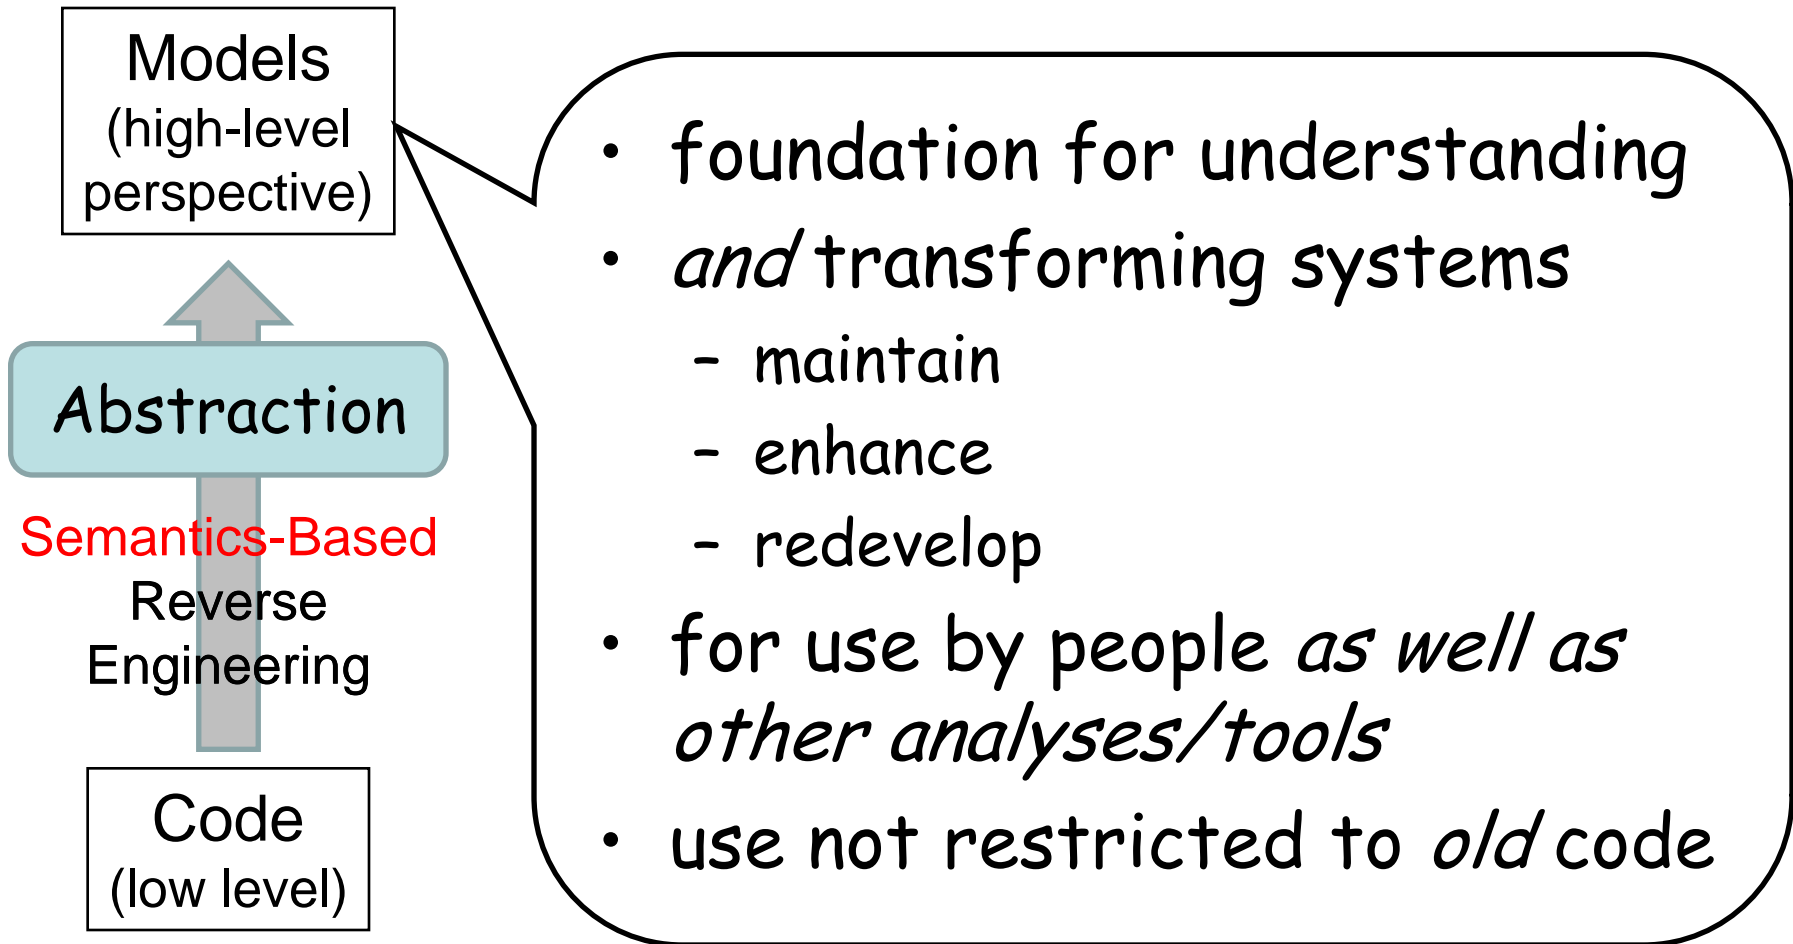 Models
(high-level
perspective)
Abstraction
Semantics-Based
Reverse
Engineering
Code
(low level)
• foundation for understanding
• and transforming systems
– maintain
– enhance
– redevelop
• for use by people as well as
other analyses/tools
• use not restricted to old code